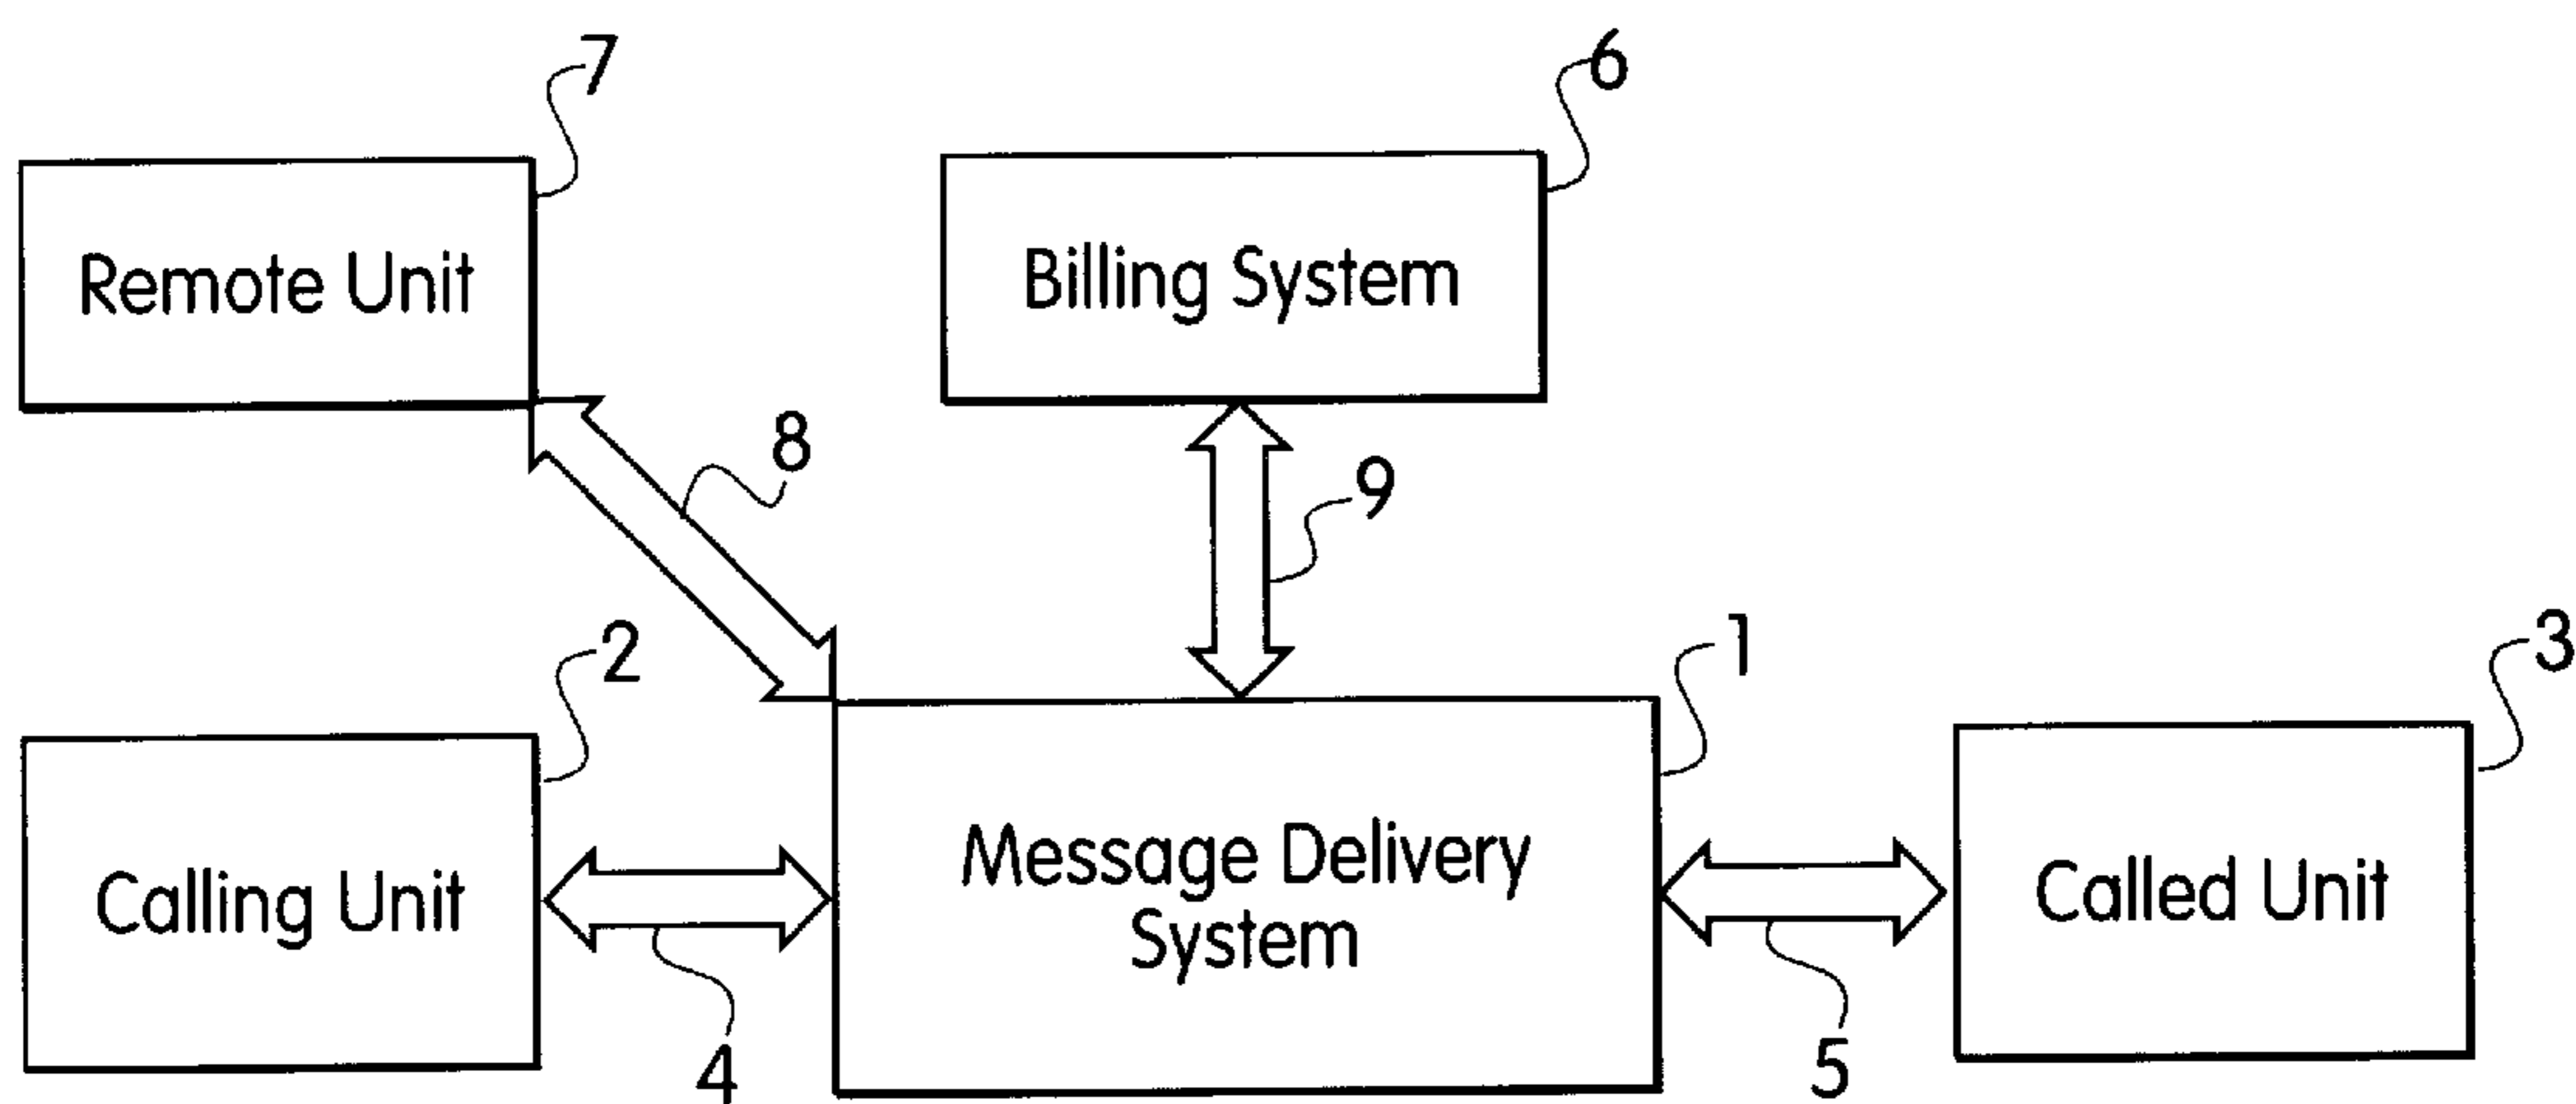 7
6
Remote Unit
Billing System
8
9
2
1
3
Calling Unit
Message Delivery
System
Called Unit
4
5